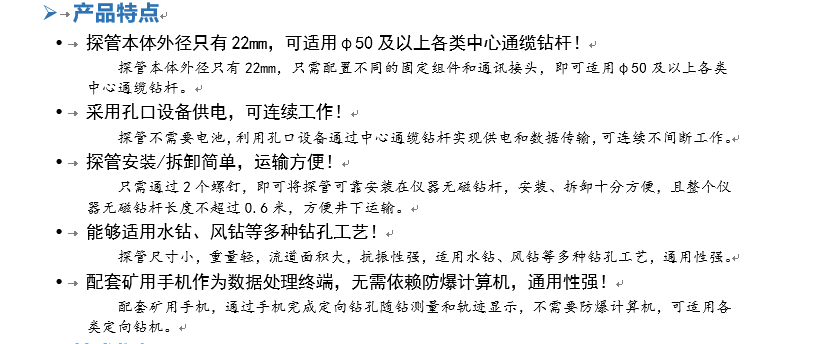 产品特点
探管本体外径只有 22mm，可适用φ50 及以上各类中心通缆钻杆！
探管本体外径只有 22mm，只需配置不同的固定组件和通讯接头，即可适用φ50 及以上各类
中心通缆钻杆。
采用孔口设备供电，可连续工作！
探管不需要电池，利用孔口设备通过中心通缆钻杆实现供电和数据传输，可连续不间断工作。
探管安装/拆卸简单，运输方便！
只需通过 2 个螺钉，即可将探管可靠安装在仪器无磁钻杆，安装、拆卸十分方便，且整个仪
器无磁钻杆长度不超过 0.6 米，方便井下运输。
能够适用水钻、风钻等多种钻孔工艺！
探管尺寸小，重量轻，流道面积大，抗振性强，适用水钻、风钻等多种钻孔工艺，通用性强。
配套矿用手机作为数据处理终端，无需依赖防爆计算机，通用性强！
配套矿用手机，通过手机完成定向钻孔随钻测量和轨迹显示，不需要防爆计算机，可适用各
类定向钻机。